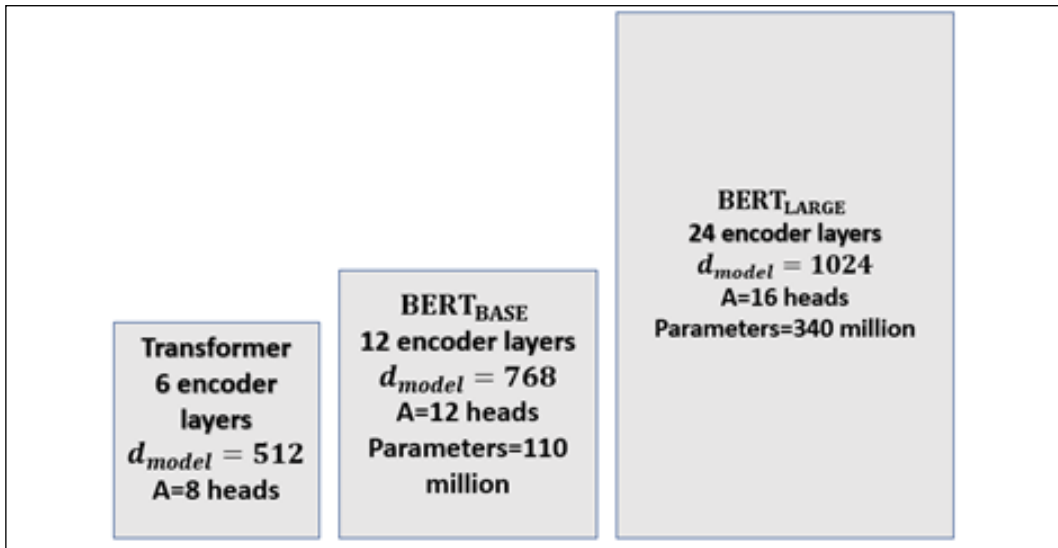 Transformer
6 encoder
layers
d_model = 512
A=8 heads
BERT_BASE
12 encoder layers
d_model = 768
A=12 heads
Parameters=110
million
BERT_LARGE
24 encoder layers
d_model = 1024
A=16 heads
Parameters=340 million